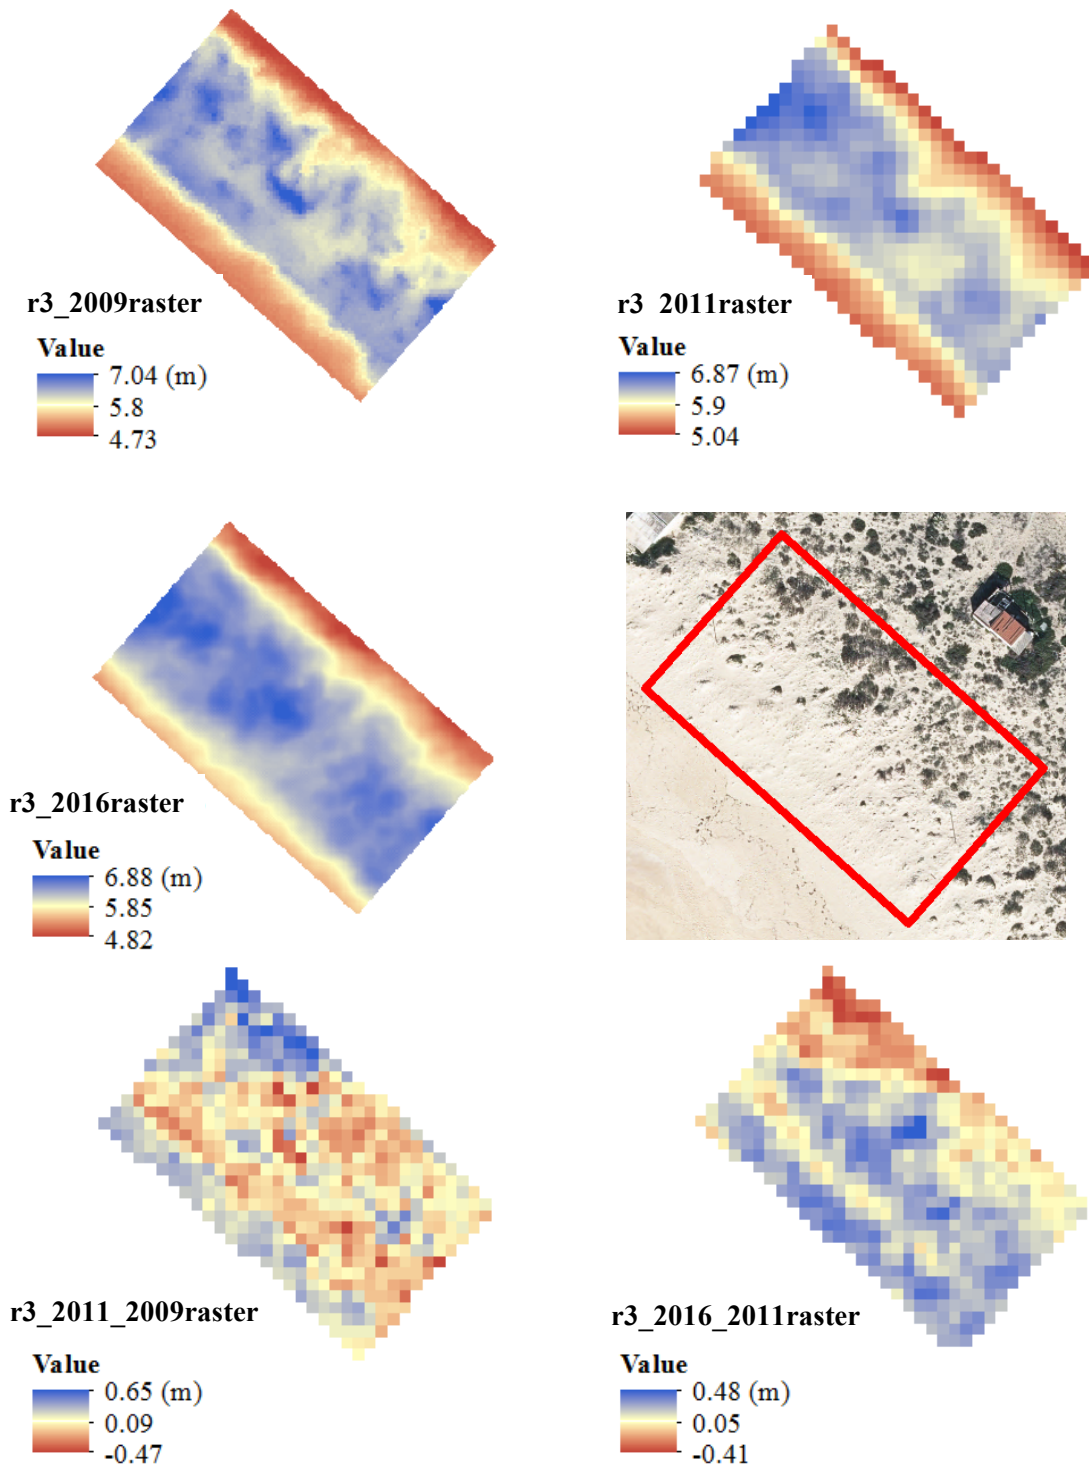 r3_2009raster
Value
7.04 (m)
5.8
4.73
r3 2011raster
Value
6.87 (m)
5.9
5.04
r3_2016raster
Value
6.88 (m)
5.85
4.82
r3_2011_2009raster
Value
0.65 (m)
0.09
-0.47
r3_2016_2011raster
Value
0.48 (m)
0.05
-0.41